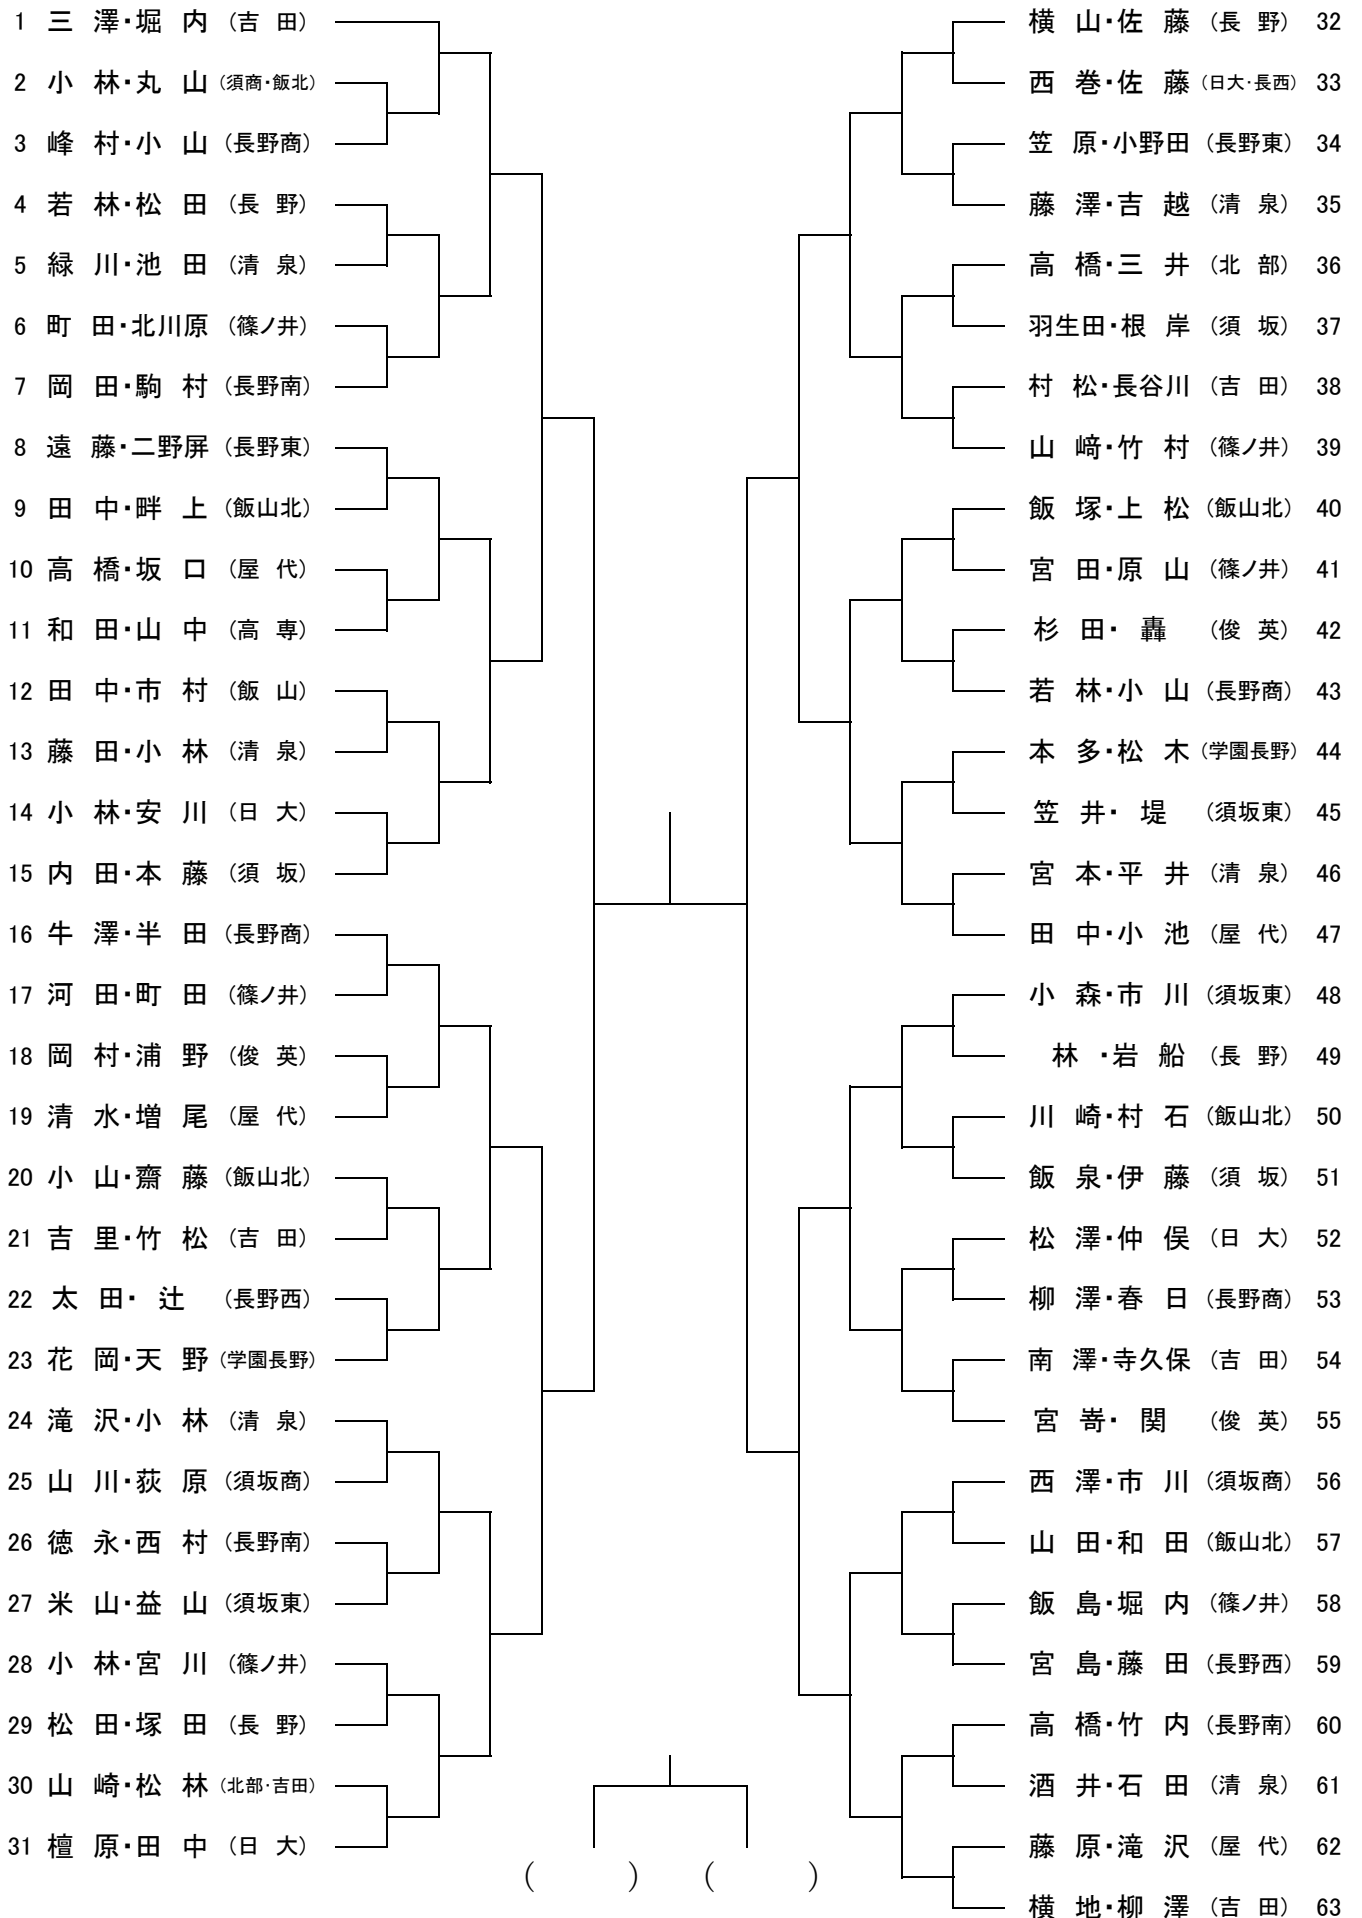 1 三 澤・堀 内 (吉 田)
2 小 林・丸 山 (須商・飯北)
3 峰 村・小 山 (長野商)
4 若 林・松 田 (長 野)
5 緑 川・池 田 (清 泉)
6 町 田・北川原 (篠ノ井)
7 岡 田・駒 村 (長野南)
8 遠 藤・二野屏 (長野東)
9 田 中・畔 上 (飯山北)
10 高 橋・坂 口 (屋 代)
11 和 田・山 中 (高 専)
12 田 中・市 村 (飯 山)
13 藤 田・小 林 (清 泉)
14 小 林・安 川 (日 大)
15 内 田・本 藤 (須 坂)
16 牛 澤・半 田 (長野商)
17 河 田・町 田 (篠ノ井)
18 岡 村・浦 野 (俊 英)
19 清 水・増 尾 (屋 代)
20 小 山・齋 藤 (飯山北)
21 吉 里・竹 松 (吉 田)
22 太 田・ 辻 (長野西)
23 花 岡・天 野 (学園長野)
24 滝 沢・小 林 (清 泉)
25 山 川・荻 原 (須坂商)
26 徳 永・西 村 (長野南)
27 米 山・益 山 (須坂東)
28 小 林・宮 川 (篠ノ井)
29 松 田・塚 田 (長 野)
30 山 崎・松 林 (北部・吉田)
31 檀 原・田 中 (日 大)
横 山・佐 藤 (長 野) 32
西 巻・佐 藤 (日大・長西) 33
笠 原・小野田 (長野東) 34
藤 澤・吉 越 (清 泉) 35
高 橋・三 井 (北 部) 36
羽生田・根 岸 (須 坂) 37
村 松・長谷川 (吉 田) 38
山 﨑・竹 村 (篠ノ井) 39
飯 塚・上 松 (飯山北) 40
宮 田・原 山 (篠ノ井) 41
杉 田・ 轟 (俊 英) 42
若 林・小 山 (長野商) 43
本 多・松 木 (学園長野) 44
笠 井・ 堤 (須坂東) 45
宮 本・平 井 (清 泉) 46
田 中・小 池 (屋 代) 47
小 森・市 川 (須坂東) 48
林 ・岩 船 (長 野) 49
川 崎・村 石 (飯山北) 50
飯 泉・伊 藤 (須 坂) 51
松 澤・仲 俣 (日 大) 52
柳 澤・春 日 (長野商) 53
南 澤・寺久保 (吉 田) 54
宮 嵜・ 関 (俊 英) 55
西 澤・市 川 (須坂商) 56
山 田・和 田 (飯山北) 57
飯 島・堀 内 (篠ノ井) 58
宮 島・藤 田 (長野西) 59
高 橋・竹 内 (長野南) 60
酒 井・石 田 (清 泉) 61
藤 原・滝 沢 (屋 代) 62
横 地・柳 澤 (吉 田) 63
( ) ( )